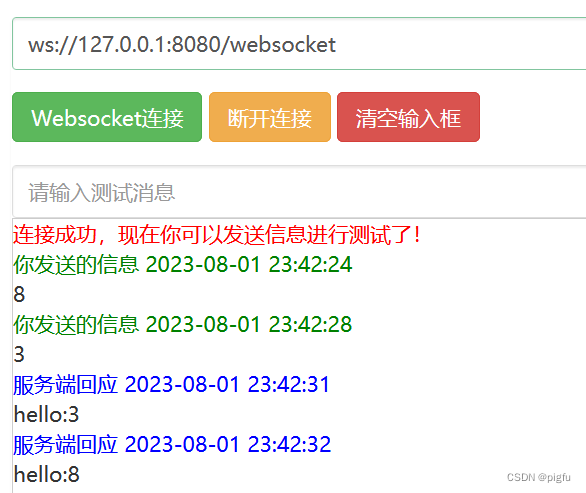 ws://127.0.0.1:8080/websocket
Websocket连接 断开连接 清空输入框
请输入测试消息
连接成功，现在你可以发送信息进行测试了！
你发送的信息 2023-08-01 23:42:24
8
你发送的信息 2023-08-01 23:42:28
3
服务端回应 2023-08-01 23:42:31
hello:3
服务端回应 2023-08-01 23:42:32
hello:8
CSDN @pigfu